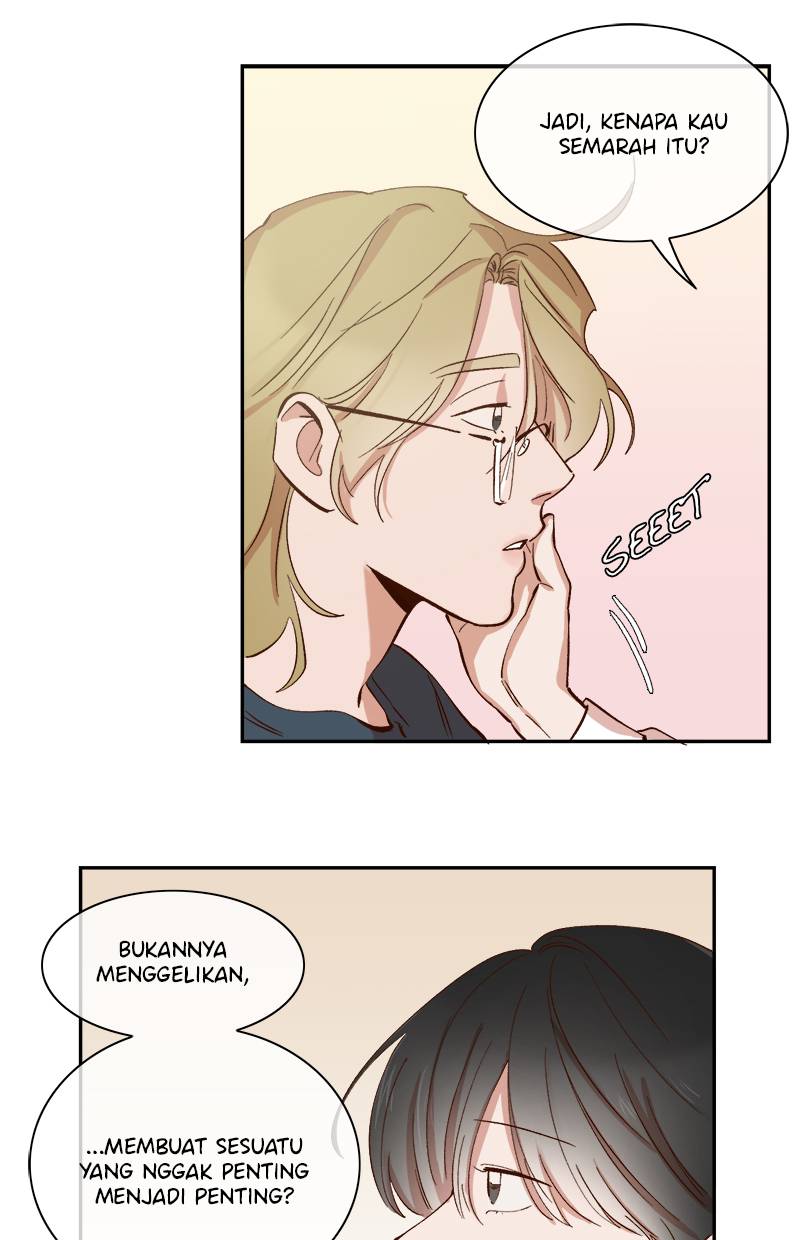 JADI, KENAPA KAU
SEMARAH ITU?
SEEET
BUKANNYA
MENGGELIKAN,
...MEMBUAT SESUATU
YANG NGGAK PENTING
MENJADI PENTING?